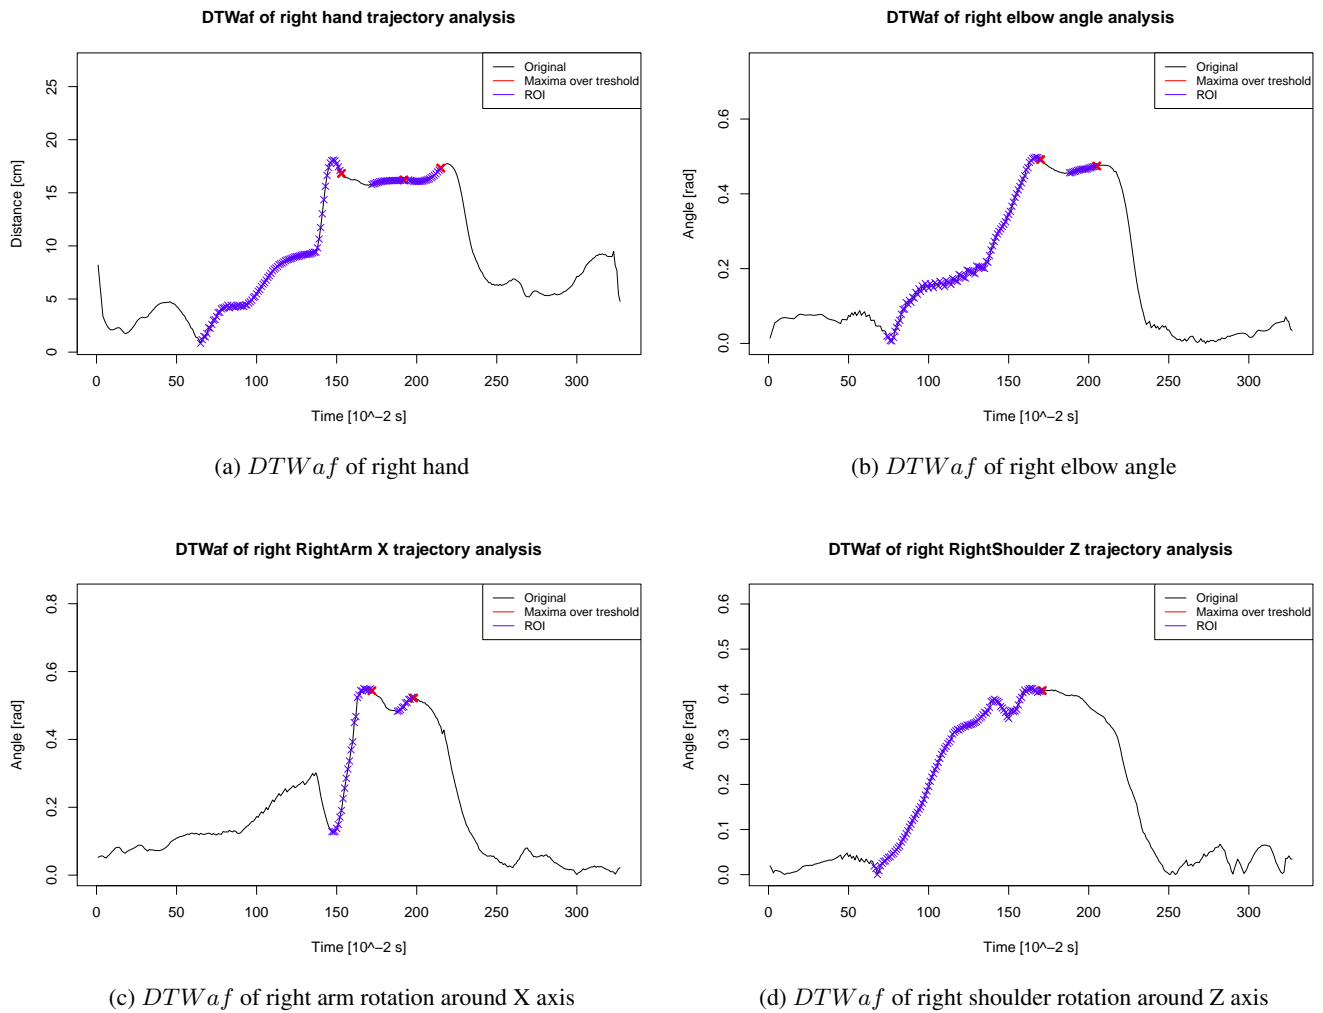 DTWaf of right hand trajectory analysis
Original
Maxima over treshold
ROI
25
20
15
10
5
0
Distance [cm]
0 50 100 150 200 250 300
Time [10^−2 s]
(a) DTWaf of right hand
DTWaf of right elbow angle analysis
Original
Maxima over treshold
ROI
0.6
0.4
0.2
0.0
Angle [rad]
0 50 100 150 200 250 300
Time [10^−2 s]
(b) DTWaf of right elbow angle
DTWaf of right RightArm X trajectory analysis
Original
Maxima over treshold
ROI
0.8
0.6
0.4
0.2
0.0
Angle [rad]
0 50 100 150 200 250 300
Time [10^−2 s]
(c) DTWaf of right arm rotation around X axis
DTWaf of right RightShoulder Z trajectory analysis
Original
Maxima over treshold
ROI
0.6
0.5
0.4
0.3
0.2
0.1
0.0
Angle [rad]
0 50 100 150 200 250 300
Time [10^−2 s]
(d) DTWaf of right shoulder rotation around Z axis